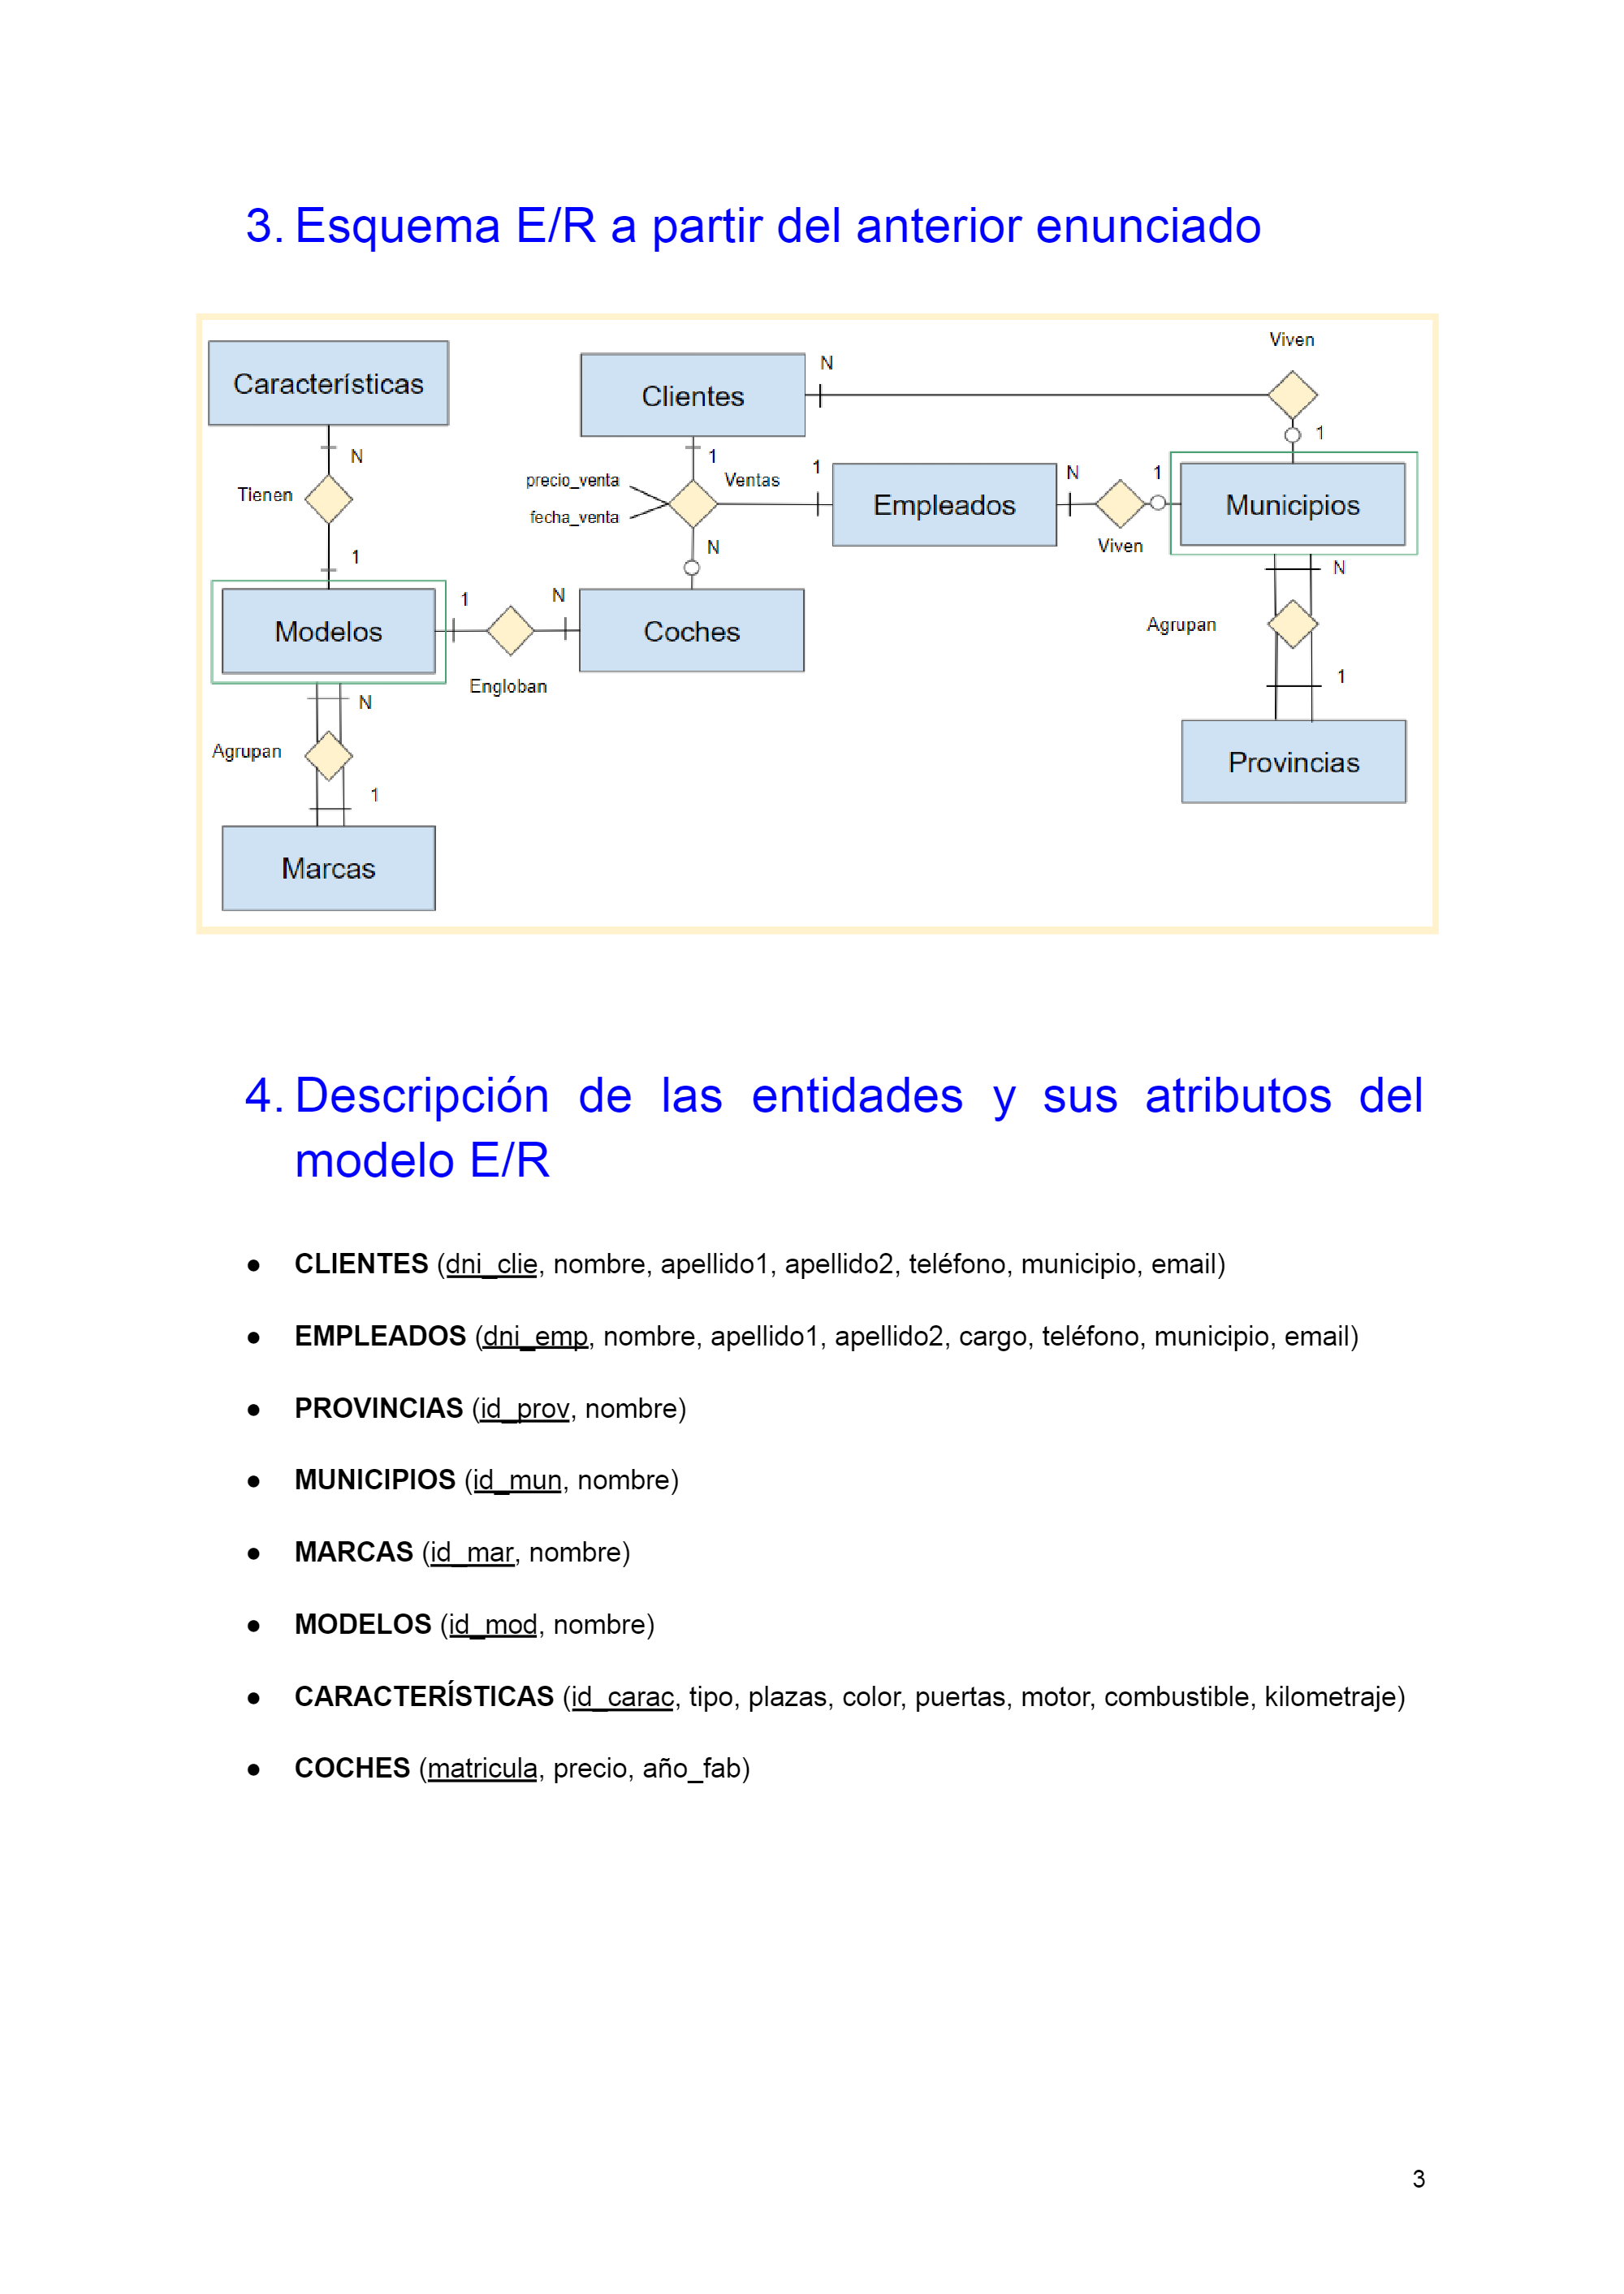 3. Esquema E/R a partir del anterior enunciado
Viven
Características
Clientes
N
1
N
Tienen
1
precio_venta
Ventas
fecha_venta
1
Empleados
N
1
Viven
Municipios
1
N
Modelos
1
N
Coches
Engloban
N
Agrupan
1
N
Agrupan
1
Provincias
Marcas
4. Descripción de las entidades y sus atributos del
modelo E/R
● CLIENTES (dni_clie, nombre, apellido1, apellido2, teléfono, municipio, email)
● EMPLEADOS (dni_emp, nombre, apellido1, apellido2, cargo, teléfono, municipio, email)
● PROVINCIAS (id_prov, nombre)
● MUNICIPIOS (id_mun, nombre)
● MARCAS (id_mar, nombre)
● MODELOS (id_mod, nombre)
● CARACTERÍSTICAS (id_carac, tipo, plazas, color, puertas, motor, combustible, kilometraje)
● COCHES (matricula, precio, año_fab)
3